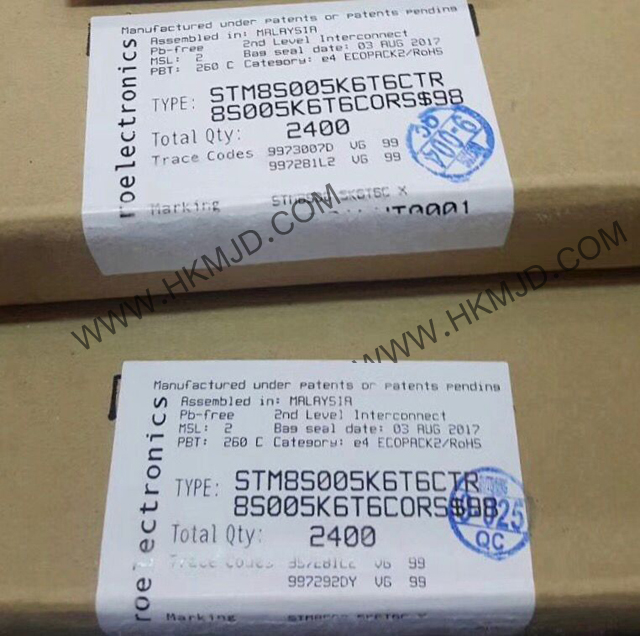 Manufactured under patents or patents pending
Assembled in: MALAYSIA
Pb-free 2nd Level Interconnect
MSL: 2 Bag seal date: 03 AUG 2017
PBT: 260 C Category: e4 ECOPACK2/RoHS
roelectronics
TYPE: STM8S005K6T6CTR
8S005K6T6CORS$98
Total Qty: 2400
Trace Codes 9973007D VG 99
997281L2 VG 99
Marking
WWW.HKMJD.COM
WWW.HKMJD.COM
Manufactured under patents or patents pending
Assembled in: MALAYSIA
Pb-free 2nd Level Interconnect
MSL: 2 Bag seal date: 03 AUG 2017
PBT: 260 C Category: e4 ECOPACK2/RoHS
roelectronics
TYPE: STM8S005K6T6CTR
8S005K6T6CORS$98
QC
Total Qty: 2400
Trace Codes VG 99
997292DY VG 99
Marking